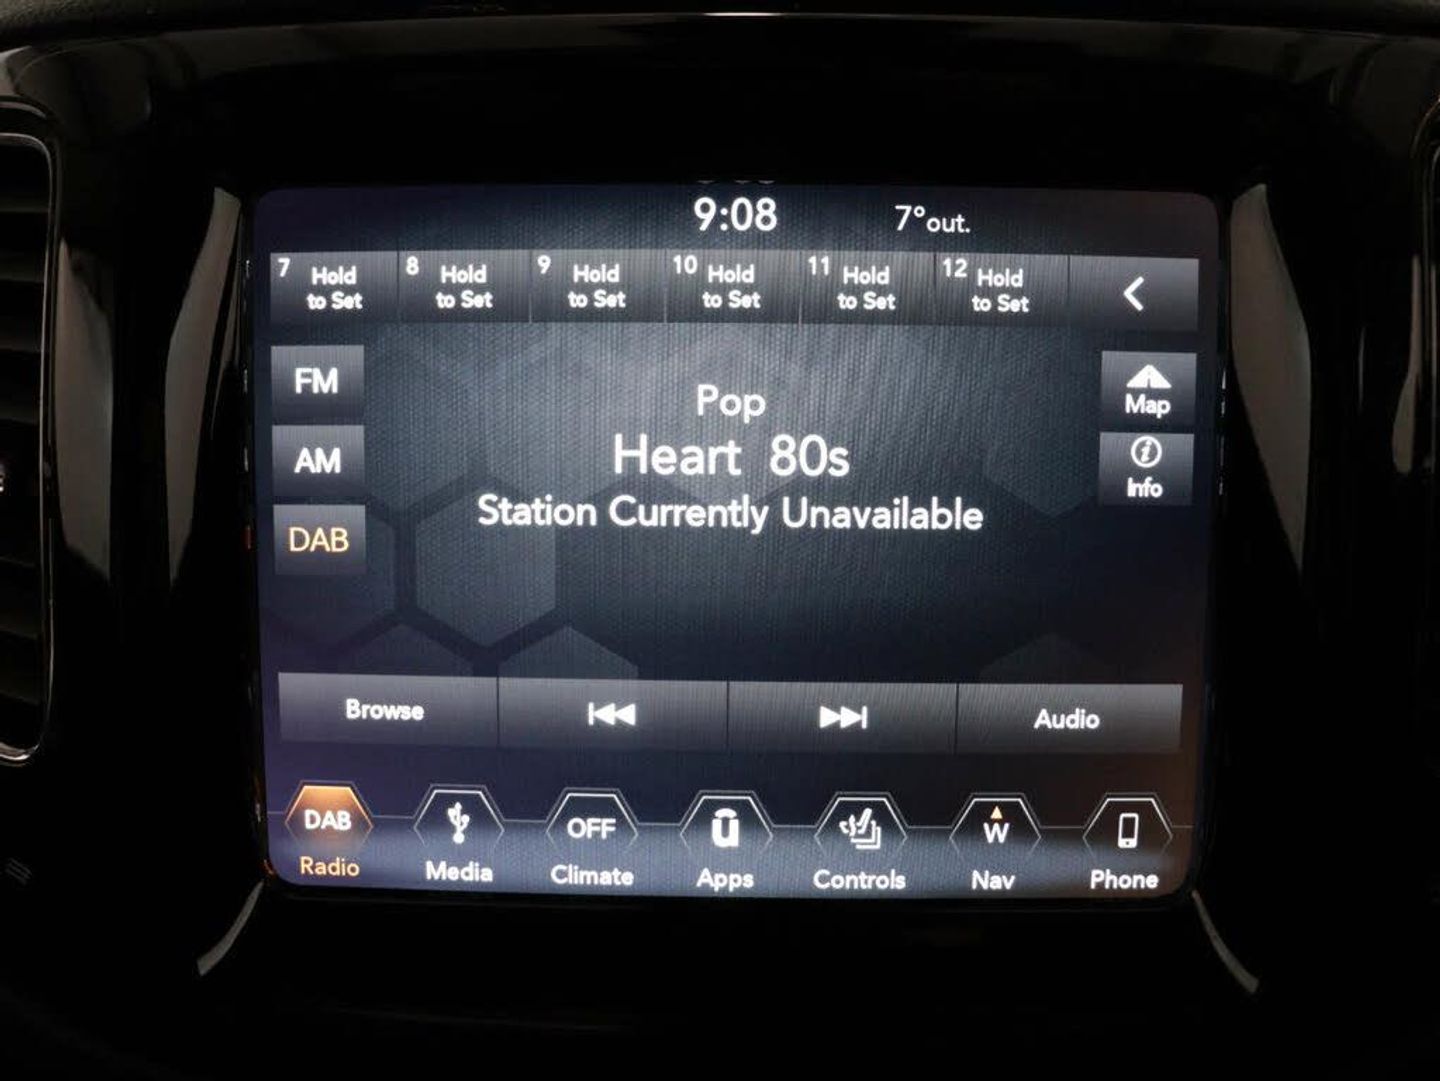 9:08
7°out.
7 Hold to Set
8 Hold to Set
9 Hold to Set
10 Hold to Set
11 Hold to Set
12 Hold to Set
FM
AM
DAB
Pop
Heart 80s
Station Currently Unavailable
Map
Info
Browse
Audio
DAB
Radio
Media
OFF
Climate
ū
Apps
Controls
W
Nav
Phone